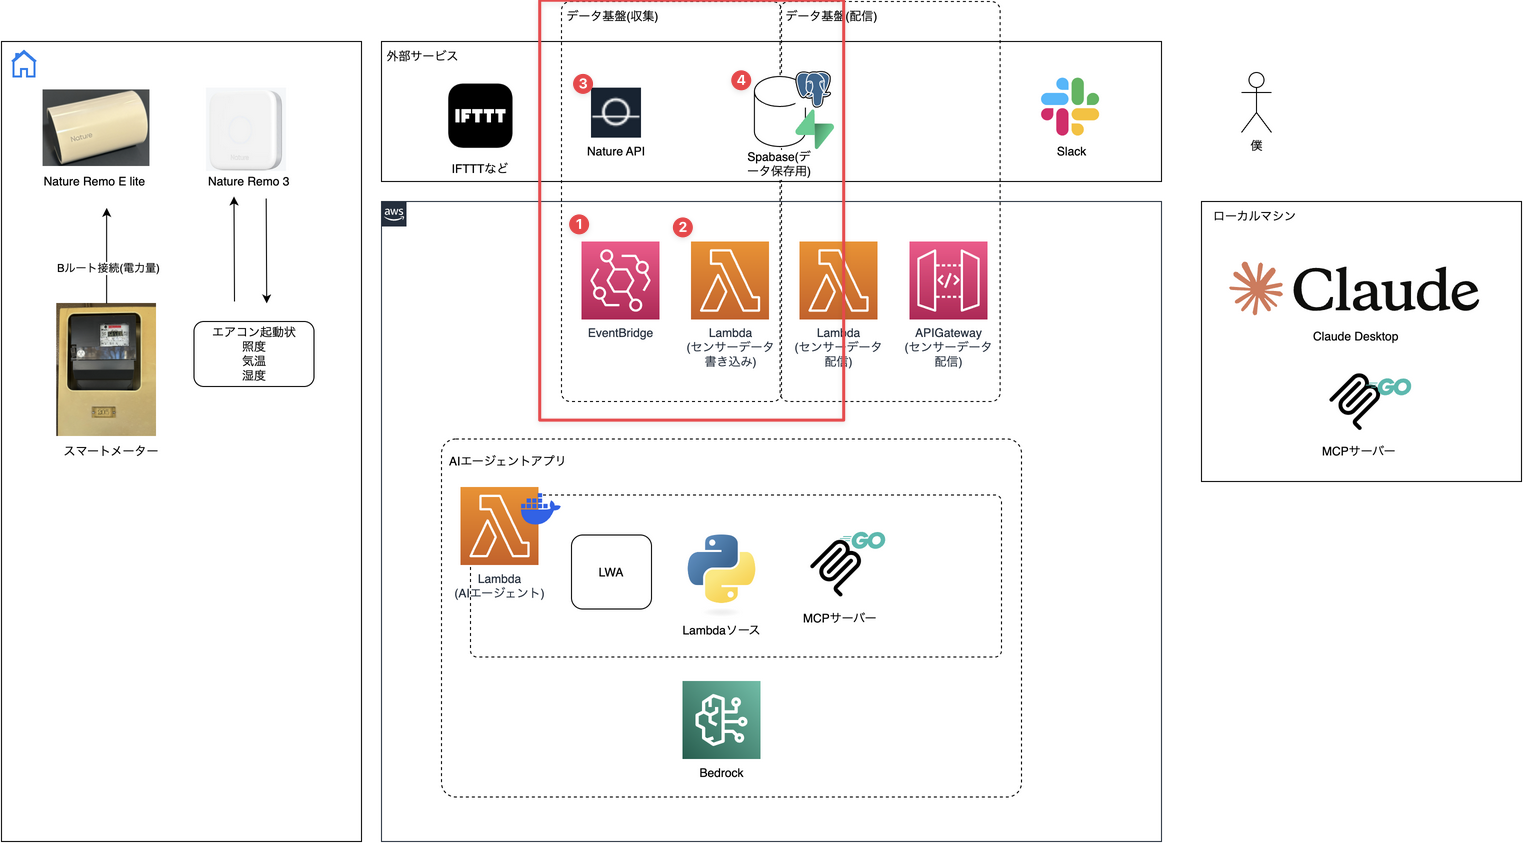 データ基盤(収集)
データ基盤(配信)
外部サービス
IFTTT
IFTTTなど
3
Nature API
4
Spabase(デ
ータ保存用)
Slack
僕
Nature
Nature Remo E lite
Nature
Nature Remo 3
Bルート接続(電力量)
エアコン起動状
照度
気温
湿度
スマートメーター
aws
1
EventBridge
2
Lambda
(センサーデータ
書き込み)
Lambda
(センサーデータ
配信)
</>
APIGateway
(センサーデータ
配信)
ローカルマシン
Claude
Claude Desktop
GO
MCPサーバー
AIエージェントアプリ
Lambda
(AIエージェント)
LWA
Lambdaソース
GO
MCPサーバー
Bedrock